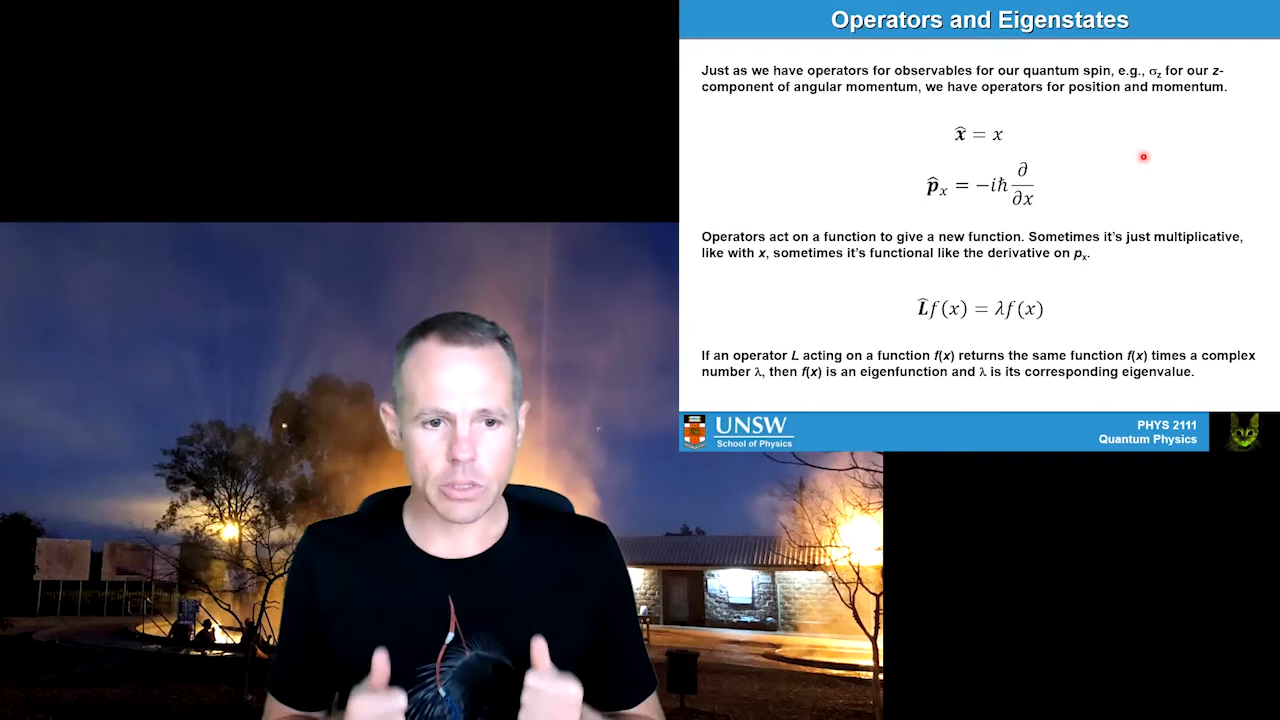 Operators and Eigenstates
Just as we have operators for observables for our quantum spin, e.g., σz for our z-
component of angular momentum, we have operators for position and momentum.
x̂ = x
p̂x = −iħ ∂/∂x
Operators act on a function to give a new function. Sometimes it's just multiplicative,
like with x, sometimes it's functional like the derivative on px.
L̂f(x) = λf(x)
If an operator L acting on a function f(x) returns the same function f(x) times a complex
number λ, then f(x) is an eigenfunction and λ is its corresponding eigenvalue.
UNSW
School of Physics
PHYS 2111
Quantum Physics